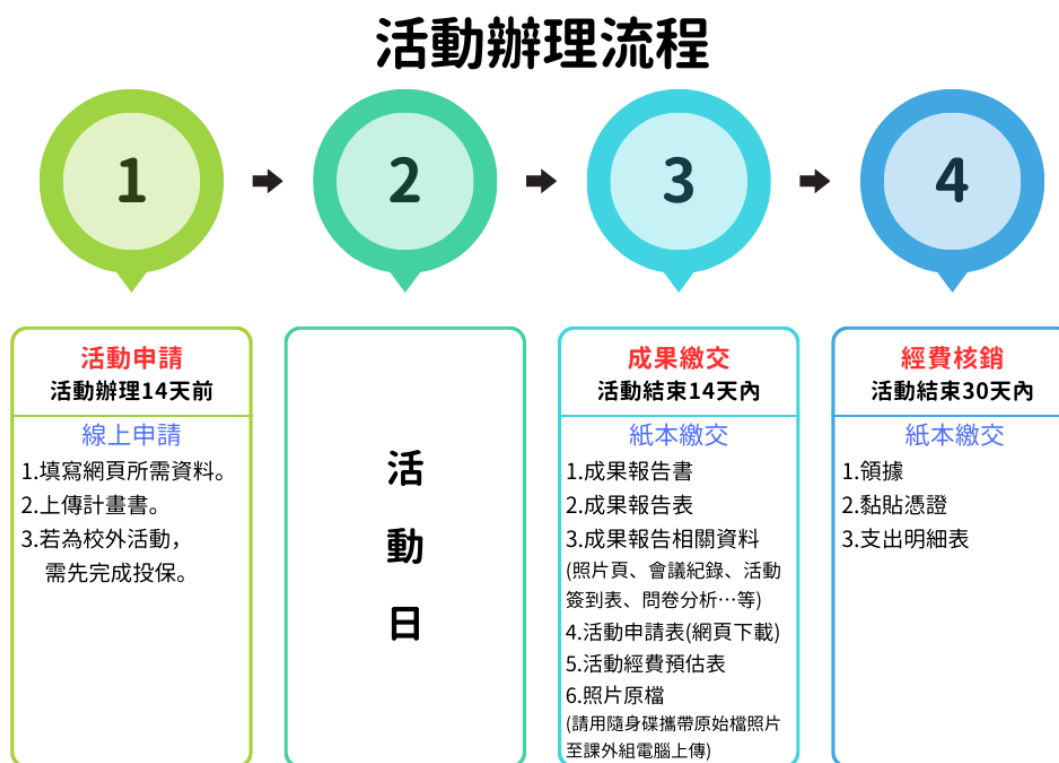 活動辦理流程
1
2
3
4
活動申請
活動辦理14天前
線上申請
1.填寫網頁所需資料。
2.上傳計畫書。
3.若為校外活動，
需先完成投保。
活
動
日
成果繳交
活動結束14天內
紙本繳交
1.成果報告書
2.成果報告表
3.成果報告相關資料
(照片頁、會議紀錄、活動
簽到表、問卷分析…等)
4.活動申請表(網頁下載)
5.活動經費預估表
6.照片原檔
(請用隨身碟攜帶原始檔照片
至課外組電腦上傳)
經費核銷
活動結束30天內
紙本繳交
1.領據
2.黏貼憑證
3.支出明細表